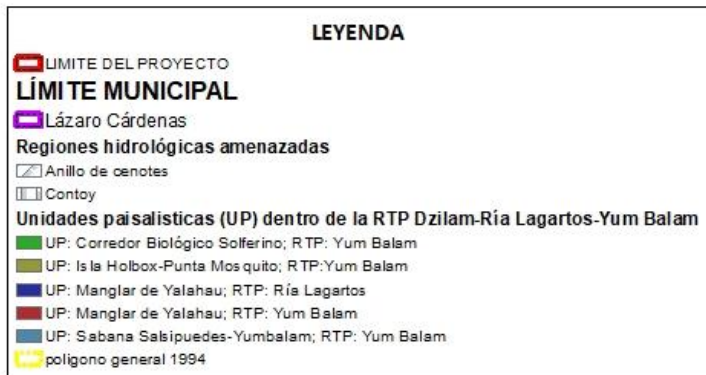 LEYENDA
LIMITE DEL PROYECTO
LÍMITE MUNICIPAL
Lázaro Cárdenas
Regiones hidrológicas amenazadas
Anillo de cenotes
Contoy
Unidades paisalisticas (UP) dentro de la RTP Dzilam-Ría Lagartos-Yum Balam
UP: Corredor Biológico Solferino; RTP: Yum Balam
UP: Isla Holbox-Punta Mosquito; RTP:Yum Balam
UP: Manglar de Yalahau; RTP: Ría Lagartos
UP: Manglar de Yalahau; RTP: Yum Balam
UP: Sabana Salsipuedes-Yumbalam; RTP: Yum Balam
poligono general 1994